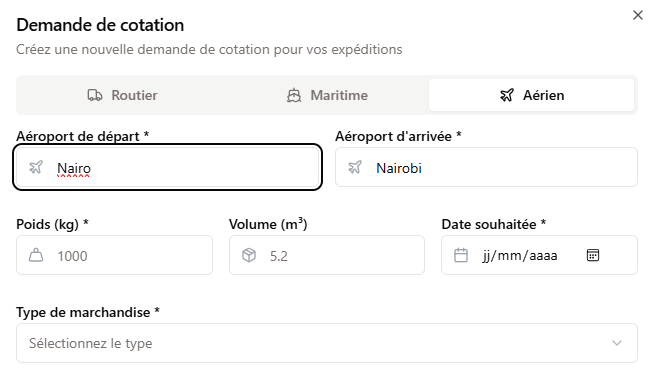 Demande de cotation
Créez une nouvelle demande de cotation pour vos expéditions
Routier Maritime Aérien
Aéroport de départ * Aéroport d'arrivée *
Nairo Nairobi
Poids (kg) * Volume (m³) Date souhaitée *
1000 5.2 jj/mm/aaaa
Type de marchandise *
Sélectionnez le type